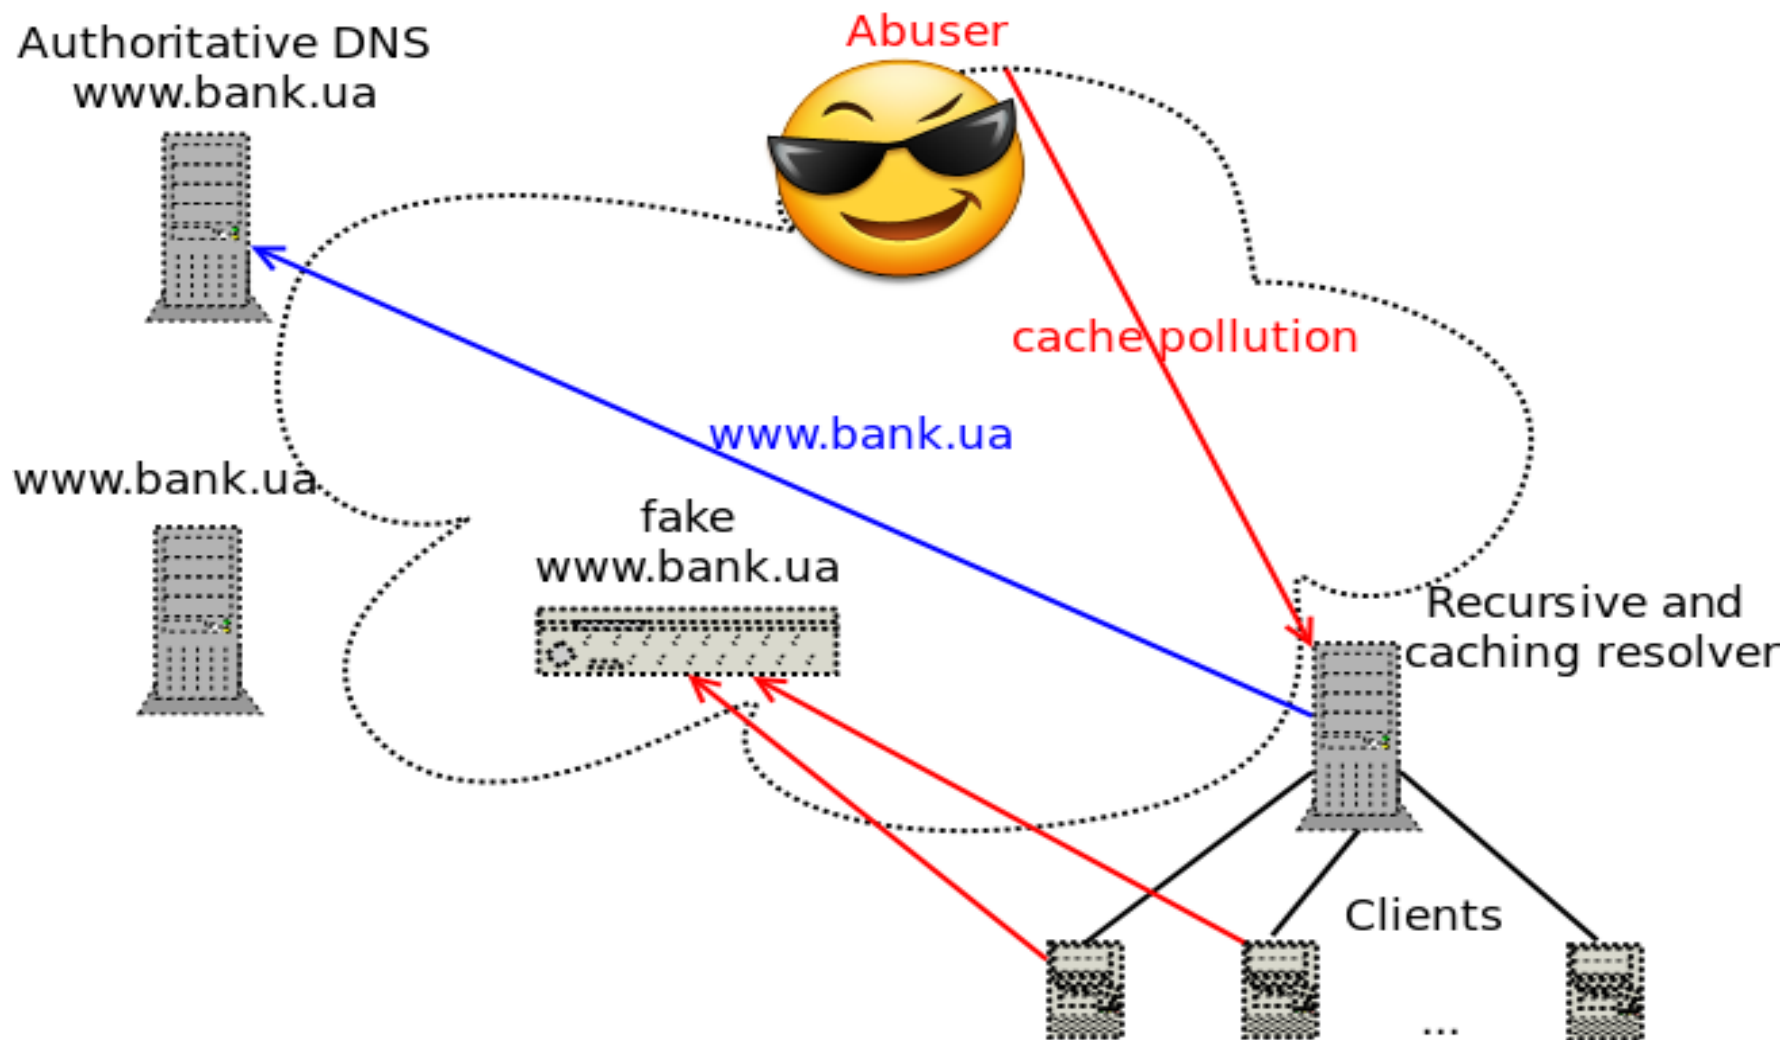 Abuser
Authoritative DNS
www.bank.ua
cache pollution
www.bank.ua
www.bank.ua
fake
www.bank.ua
Recursive and
caching resolver
Clients
...